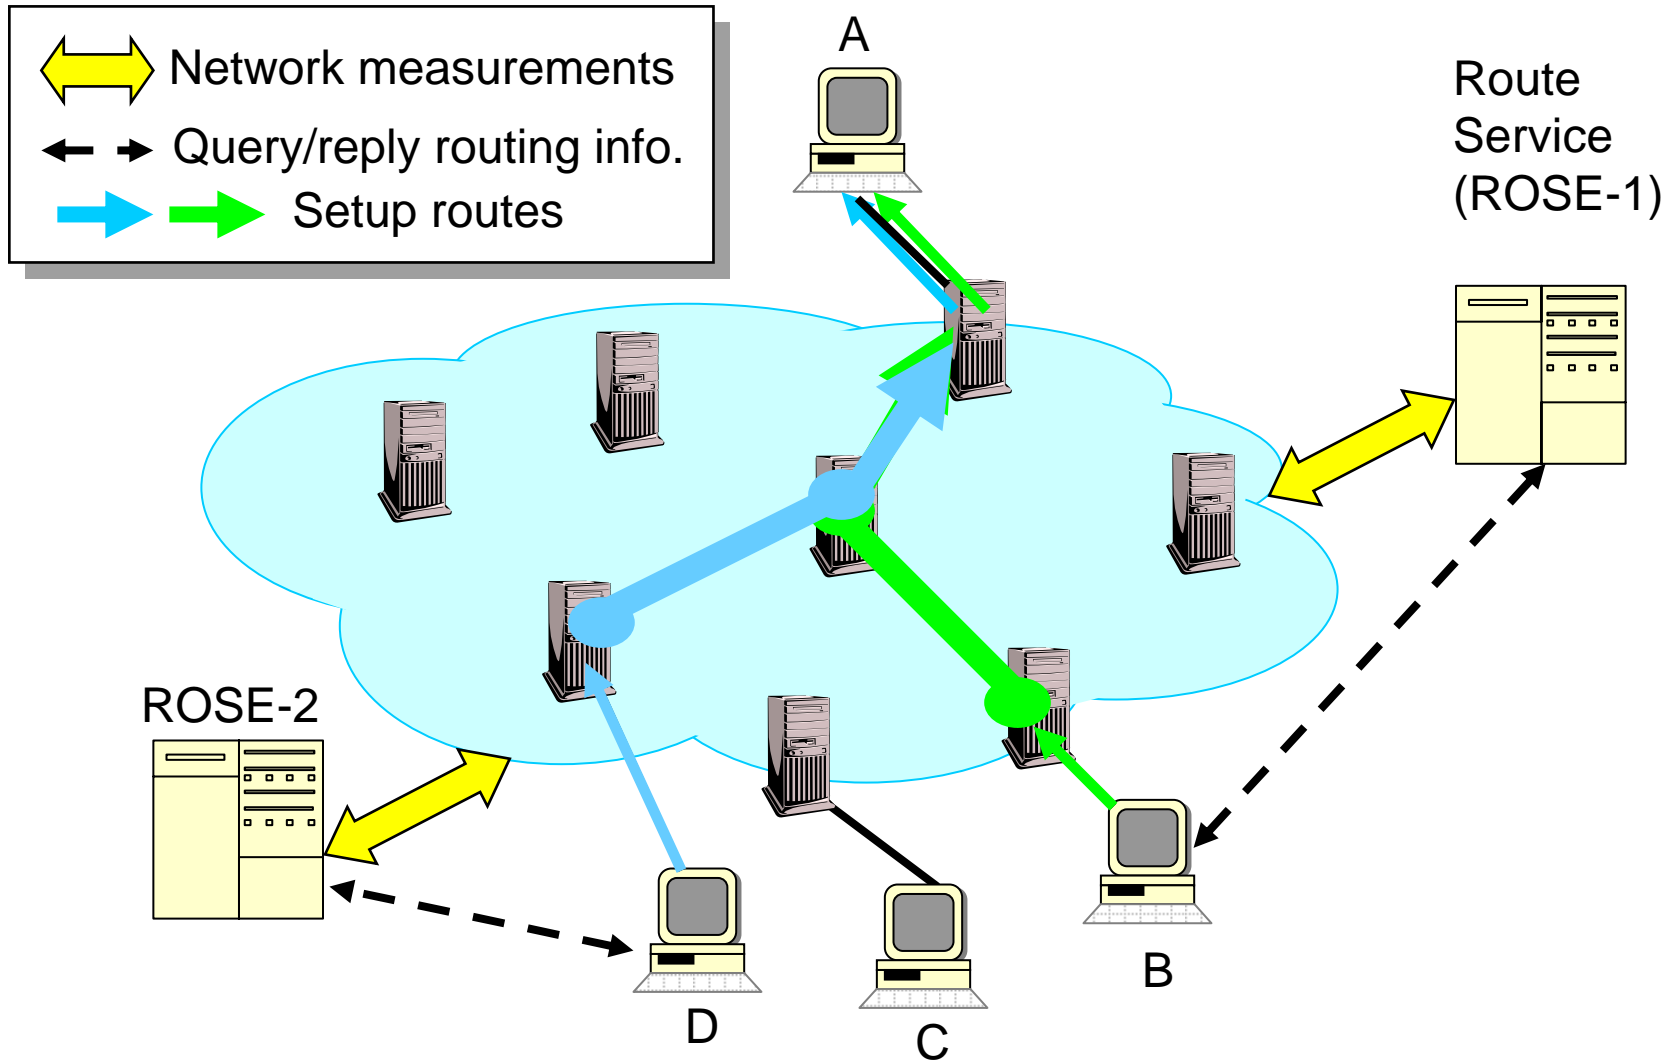 Network measurements
Query/reply routing info.
Setup routes
A
Route
Service
(ROSE-1)
ROSE-2
B
D
C